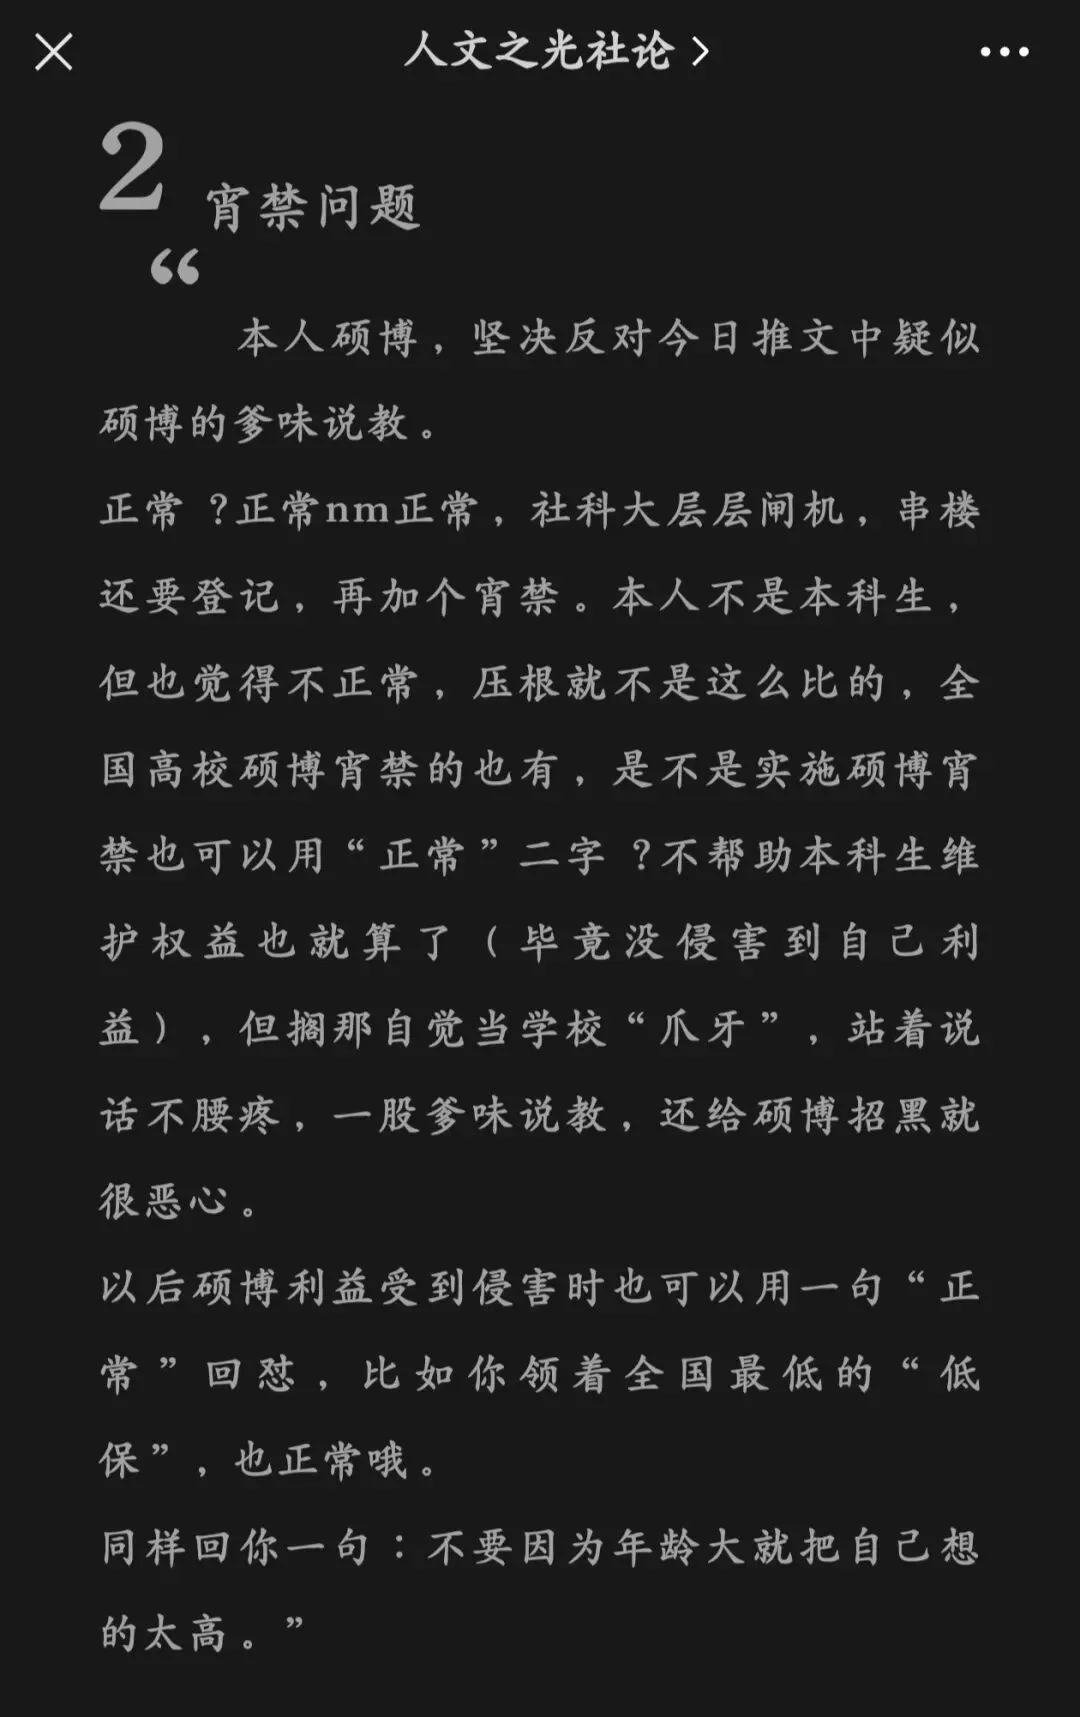 人文之光社论
2 宵禁问题
“
本人硕博，坚决反对今日推文中疑似
硕博的爹味说教。
正常 ?正常nm正常，社科大层层闸机，串楼
还要登记，再加个宵禁。本人不是本科生，
但也觉得不正常，压根就不是这么比的，全
国高校硕博宵禁的也有，是不是实施硕博宵
禁也可以用“正常”二字 ?不帮助本科生维
护权益也就算了（毕竟没侵害到自己利
益），但搁那自觉当学校“爪牙”，站着说
话不腰疼，一股爹味说教，还给硕博招黑就
很恶心。
以后硕博利益受到侵害时也可以用一句“正
常”回怼，比如你领着全国最低的“低
保”，也正常哦。
同样回你一句：不要因为年龄大就把自己想
的太高。”